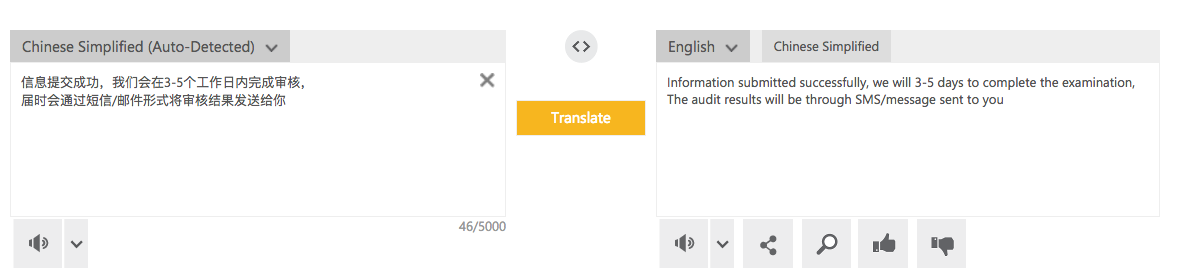 Chinese Simplified (Auto-Detected)
English
Chinese Simplified
信息提交成功，我们会在3-5个工作日内完成审核，
届时会通过短信/邮件形式将审核结果发送给你
Translate
Information submitted successfully, we will 3-5 days to complete the examination,
The audit results will be through SMS/message sent to you
46/5000